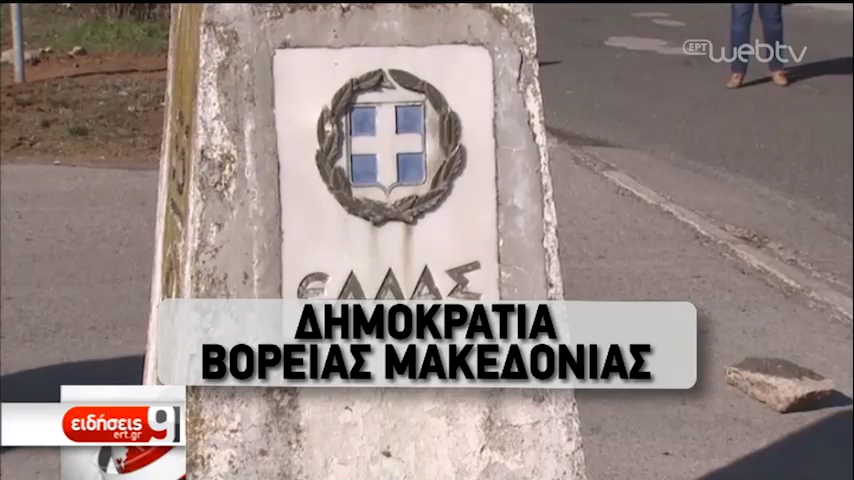 ΕΡΤ webtv
ΕΛΛΑΣ
ΔΗΜΟΚΡΑΤΙΑ
ΒΟΡΕΙΑΣ ΜΑΚΕΔΟΝΙΑΣ
ειδήσεις 9
ert.gr